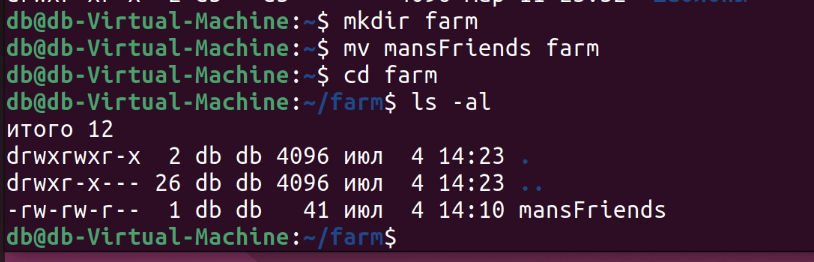 db@db-Virtual-Machine:~$ mkdir farm
db@db-Virtual-Machine:~$ mv mansFriends farm
db@db-Virtual-Machine:~$ cd farm
db@db-Virtual-Machine:~/farm$ ls -al
итого 12
drwxrwxr-x  2 db db 4096 июл  4 14:23 .
drwxr-x--- 26 db db 4096 июл  4 14:23 ..
-rw-rw-r--  1 db db   41 июл  4 14:10 mansFriends
db@db-Virtual-Machine:~/farm$